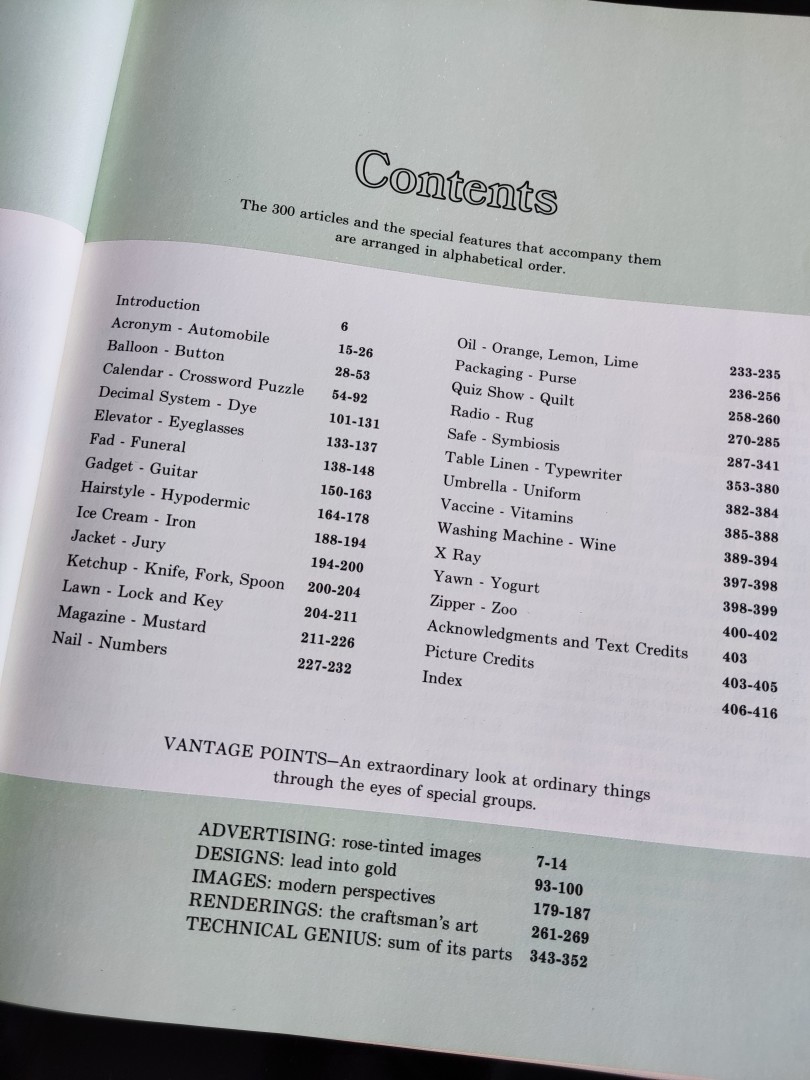 Contents
The 300 articles and the special features that accompany them
are arranged in alphabetical order.
Introduction 6
Acronym - Automobile 15-26
Balloon - Button 28-53
Calendar - Crossword Puzzle 54-92
Decimal System - Dye 101-131
Elevator - Eyeglasses 133-137
Fad - Funeral 138-148
Gadget - Guitar 150-163
Hairstyle - Hypodermic 164-178
Ice Cream - Iron 188-194
Jacket - Jury 194-200
Ketchup - Knife, Fork, Spoon 200-204
Lawn - Lock and Key 204-211
Magazine - Mustard 211-226
Nail - Numbers 227-232
Oil - Orange, Lemon, Lime 233-235
Packaging - Purse 236-256
Quiz Show - Quilt 258-260
Radio - Rug 270-285
Safe - Symbiosis 287-341
Table Linen - Typewriter 353-380
Umbrella - Uniform 382-384
Vaccine - Vitamins 385-388
Washing Machine - Wine 389-394
X Ray 397-398
Yawn - Yogurt 398-399
Zipper - Zoo 400-402
Acknowledgments and Text Credits 403
Picture Credits 403-405
Index 406-416
VANTAGE POINTS—An extraordinary look at ordinary things
through the eyes of special groups.
ADVERTISING: rose-tinted images 7-14
DESIGNS: lead into gold 93-100
IMAGES: modern perspectives 179-187
RENDERINGS: the craftsman's art 261-269
TECHNICAL GENIUS: sum of its parts 343-352